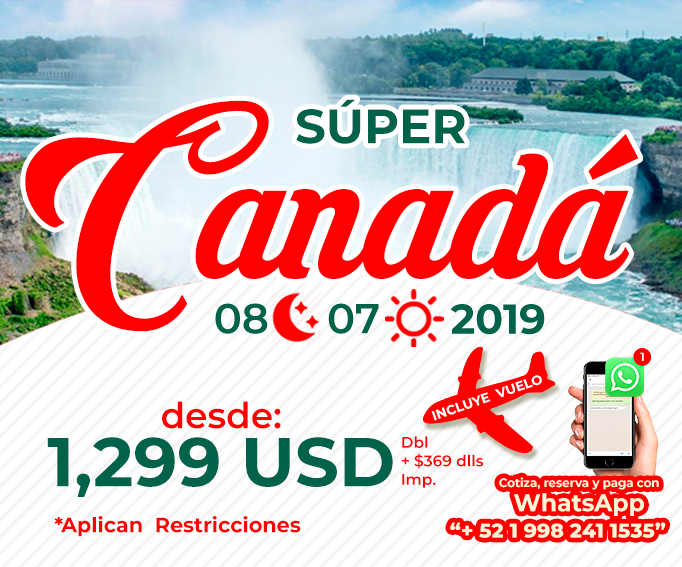 SÚPER
Canadá
08 07 2019
INCLUYE VUELO
1
desde:
1,299 USD
Dbl
+ $369 dlls
Imp.
*Aplican Restricciones
Cotiza, reserva y paga con
WhatsApp
“+ 52 1 998 241 1535”